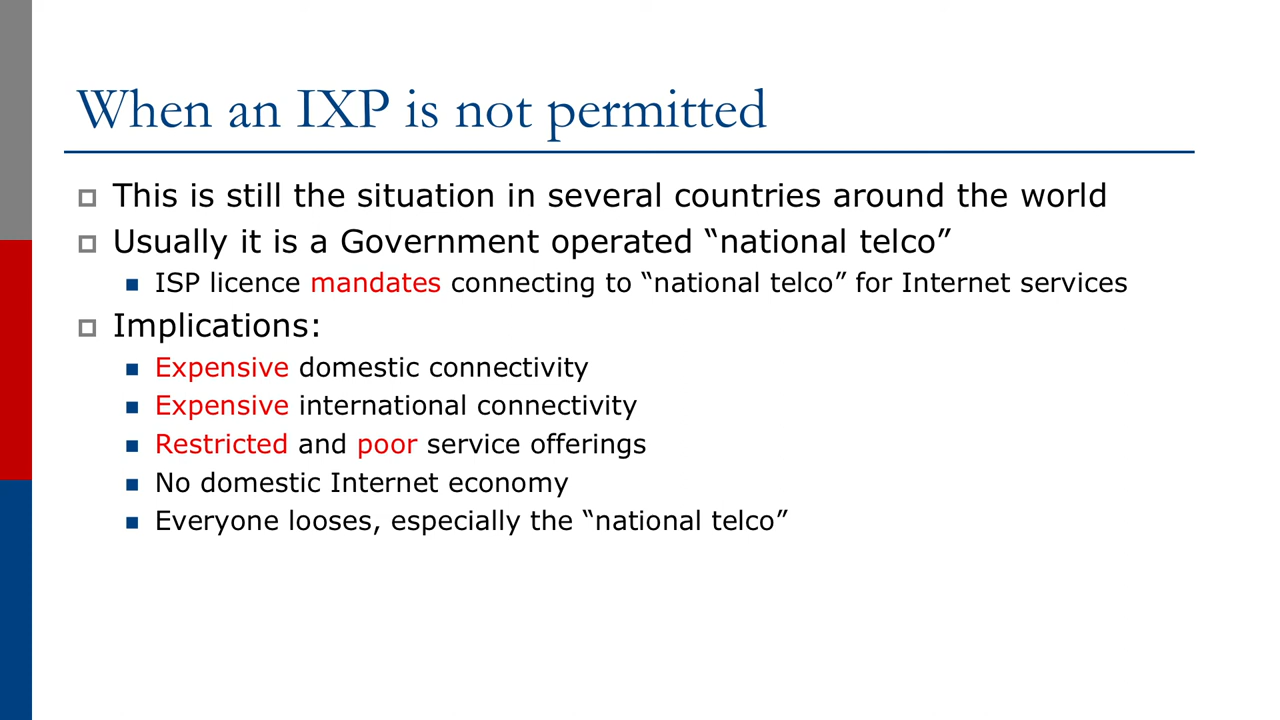 When an IXP is not permitted
This is still the situation in several countries around the world
Usually it is a Government operated “national telco”
ISP licence mandates connecting to “national telco” for Internet services
Implications:
Expensive domestic connectivity
Expensive international connectivity
Restricted and poor service offerings
No domestic Internet economy
Everyone looses, especially the “national telco”